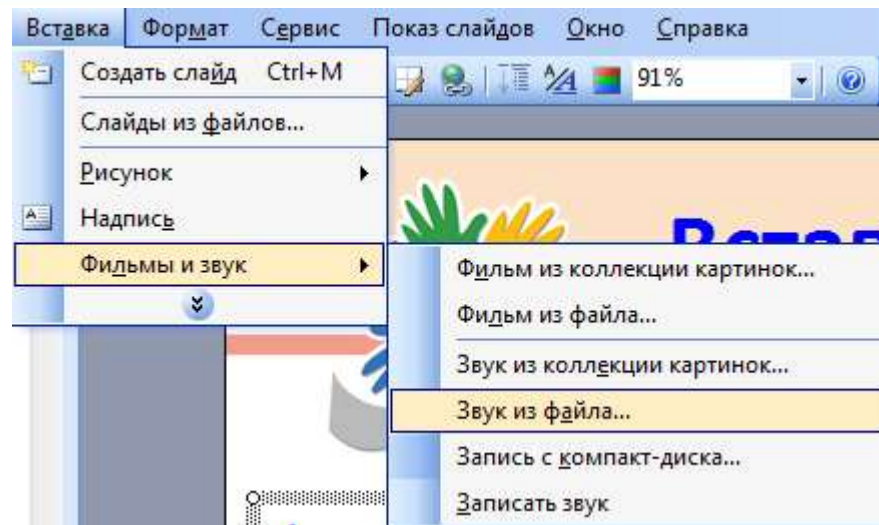 Вставка Формат Сервис Показ слайдов Окно Справка
Создать слайд Ctrl+M
91%
Слайды из файлов...
Рисунок
Надпись
Фильмы и звук
Фильм из коллекции картинок...
Фильм из файла...
Звук из коллекции картинок...
Звук из файла...
Запись с компакт-диска...
Записать звук